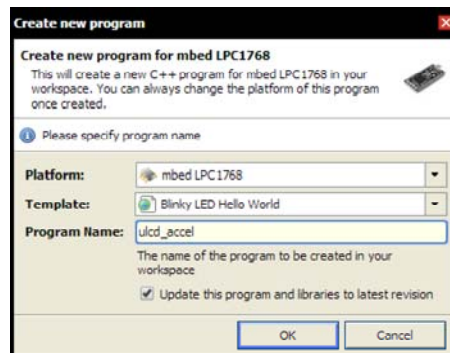 Create new program
Create new program for mbed LPC1768
This will create a new C++ program for mbed LPC1768 in your
workspace. You can always change the platform of this program
once created.
Please specify program name
Platform: mbed LPC1768
Template: Blinky LED Hello World
Program Name: ulcd_accel
The name of the program to be created in your
workspace
Update this program and libraries to latest revision
OK Cancel